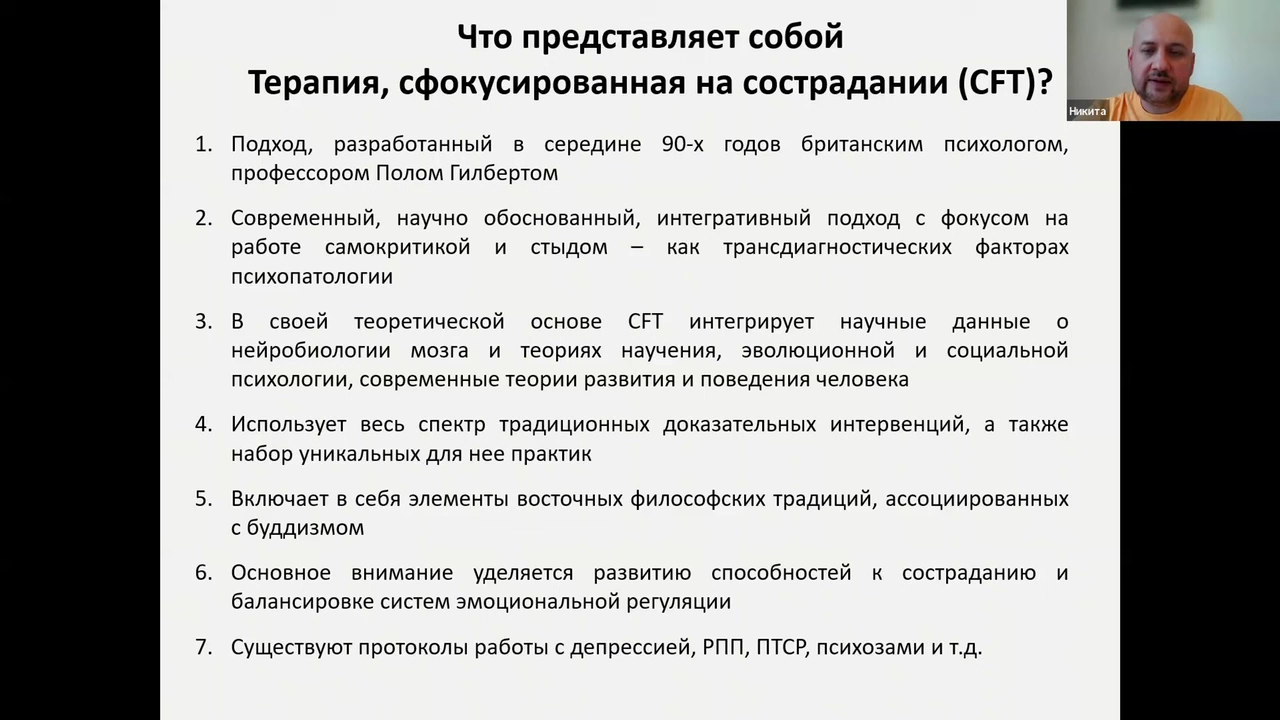 Что представляет собой
Терапия, сфокусированная на сострадании (CFT)?
Никита
1. Подход, разработанный в середине 90-х годов британским психологом,
профессором Полом Гилбертом
2. Современный, научно обоснованный, интегративный подход с фокусом на
работе самокритикой и стыдом – как трансдиагностических факторах
психопатологии
3. В своей теоретической основе CFT интегрирует научные данные о
нейробиологии мозга и теориях научения, эволюционной и социальной
психологии, современные теории развития и поведения человека
4. Использует весь спектр традиционных доказательных интервенций, а также
набор уникальных для нее практик
5. Включает в себя элементы восточных философских традиций, ассоциированных
с буддизмом
6. Основное внимание уделяется развитию способностей к состраданию и
балансировке систем эмоциональной регуляции
7. Существуют протоколы работы с депрессией, РПП, ПТСР, психозами и т.д.